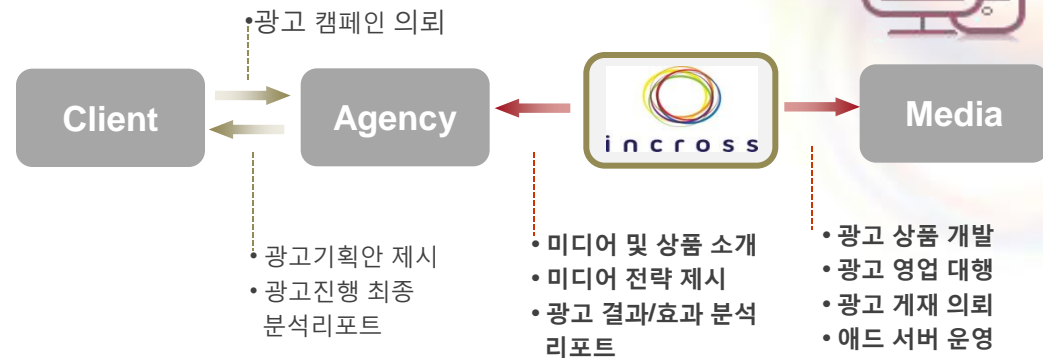 •광고 캠페인 의뢰
Client
Agency
incross
Media
• 광고기획안 제시
• 광고진행 최종
분석리포트
• 미디어 및 상품 소개
• 미디어 전략 제시
• 광고 결과/효과 분석
리포트
• 광고 상품 개발
• 광고 영업 대행
• 광고 게재 의뢰
• 애드 서버 운영